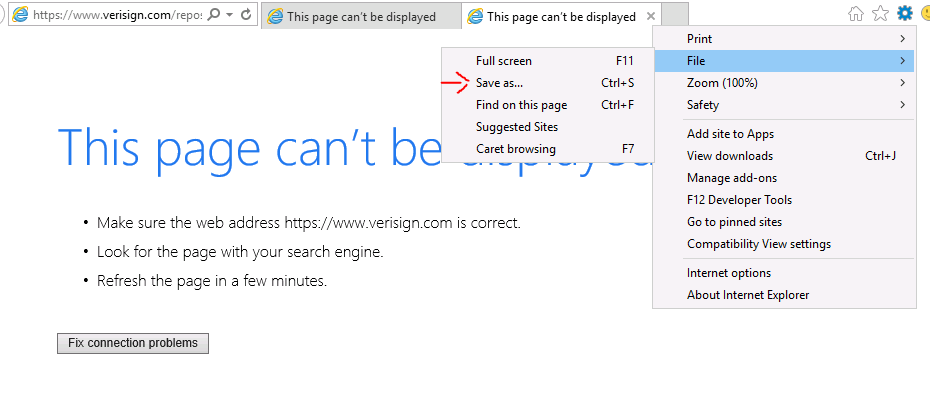 https://www.verisign.com/repos
This page can't be displayed
This page can't be displayed
Print
File
Zoom (100%)
Safety
Add site to Apps
View downloads Ctrl+J
Manage add-ons
F12 Developer Tools
Go to pinned sites
Compatibility View settings
Internet options
About Internet Explorer
Full screen F11
Save as... Ctrl+S
Find on this page Ctrl+F
Suggested Sites
Caret browsing F7
This page can't be displayed
• Make sure the web address https://www.verisign.com is correct.
• Look for the page with your search engine.
• Refresh the page in a few minutes.
Fix connection problems